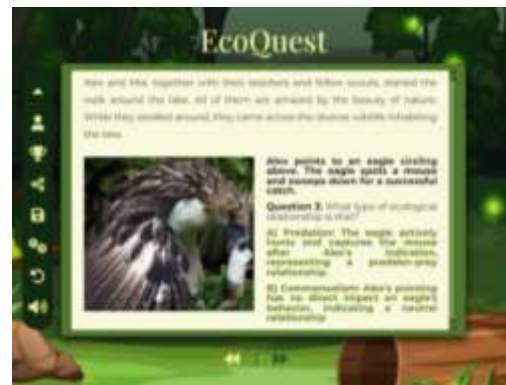 EcoQuest
Alex and Mia, together with their teachers and fellow scouts, started the
walk around the lake. All of them are amazed by the beauty of nature.
While they strolled around, they came across the diverse wildlife inhabiting
the lake.
Alex points to an eagle circling
above. The eagle spots a mouse
and swoops down for a successful
catch.
Question 2: What type of ecological
relationship is that?
A) Predation: The eagle actively
hunts and captures the mouse
after Alex's indication,
representing a predator-prey
relationship
B) Commensalism: Alex's pointing
has no direct impact on eagle's
behavior, indicating a neutral
relationship